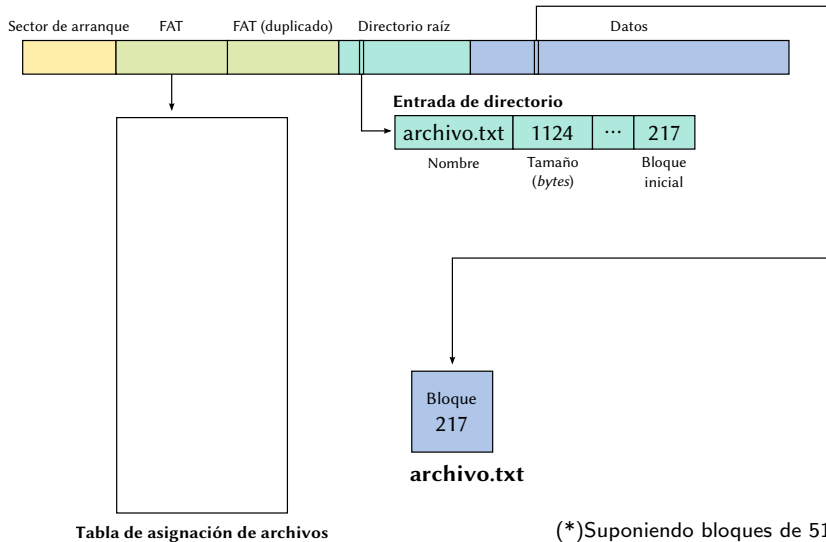 Sector de arranque FAT FAT (duplicado) Directorio raíz Datos
Entrada de directorio
archivo.txt 1124 ... 217
Nombre Tamaño Bloque
(bytes) inicial
Bloque
217
archivo.txt
Tabla de asignación de archivos
(*)Suponiendo bloques de 51